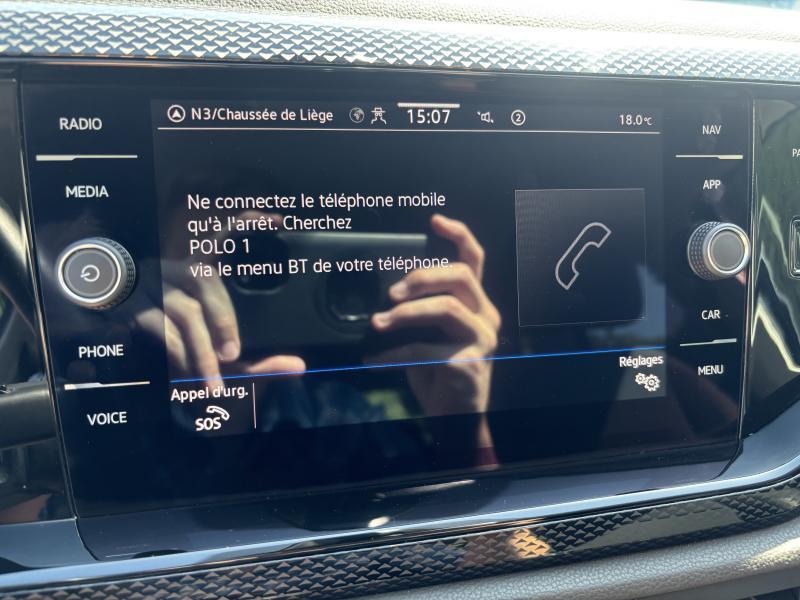 RADIO
MEDIA
PHONE
VOICE
N3/Chaussée de Liège
15:07
2
18.0°C
Ne connectez le téléphone mobile
qu'à l'arrêt. Cherchez
POLO 1
via le menu BT de votre téléphone.
Appel d'urg.
SOS
Réglages
NAV
APP
CAR
MENU